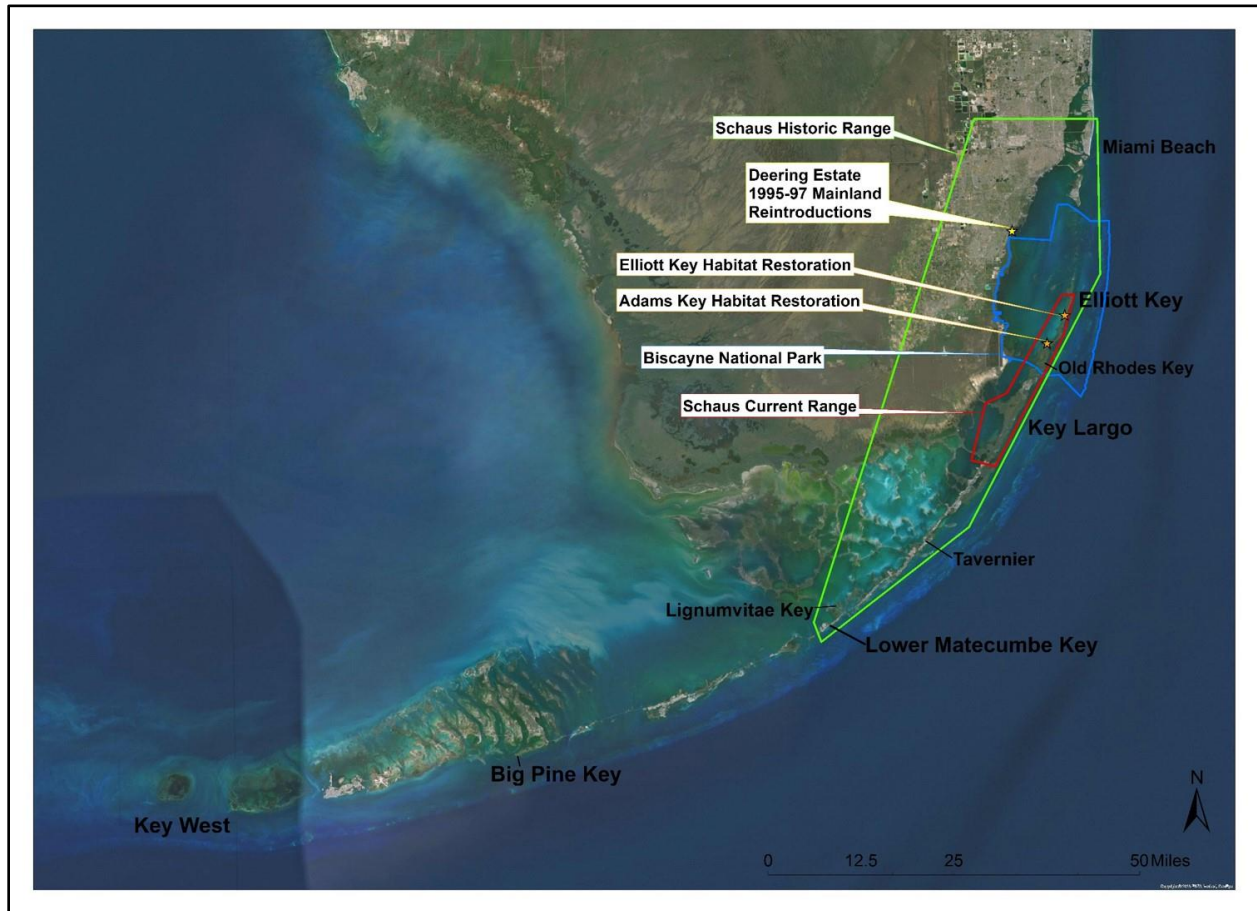 Schaus Historic Range
Miami Beach
Deering Estate
1995-97 Mainland
Reintroductions
Elliott Key Habitat Restoration
Adams Key Habitat Restoration
Elliott Key
Biscayne National Park
Old Rhodes Key
Schaus Current Range
Key Largo
Tavernier
Lignumvitae Key
Lower Matecumbe Key
Big Pine Key
Key West
N
0 12.5 25 50 Miles